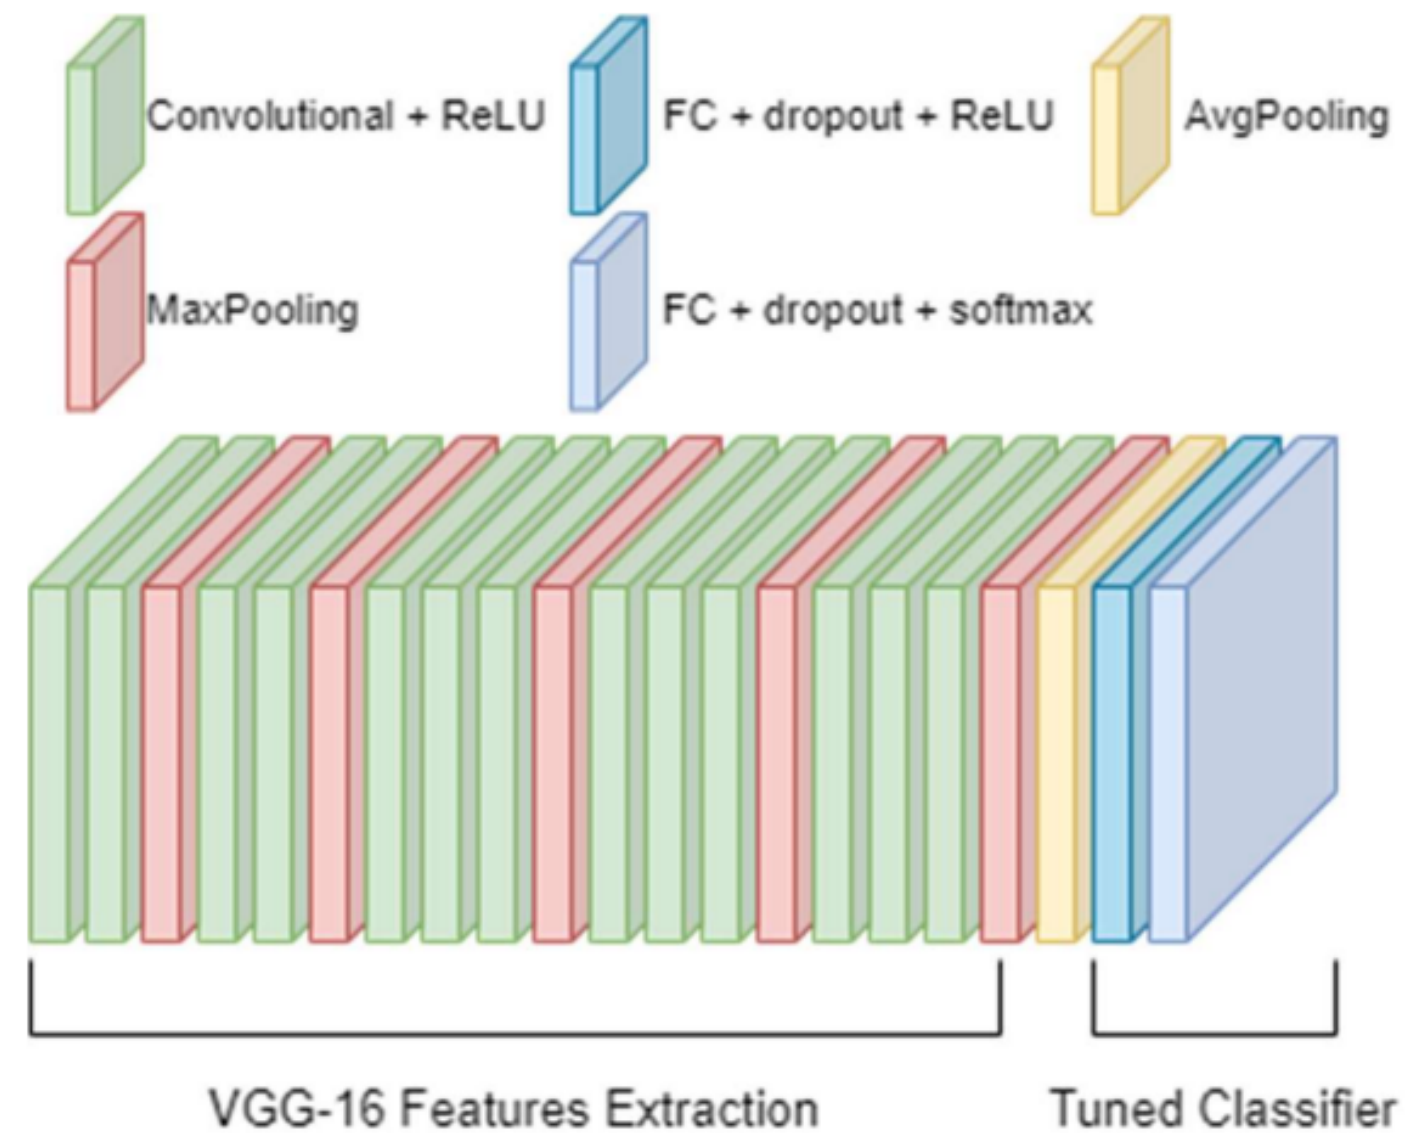 Convolutional + ReLU
FC + dropout + ReLU
AvgPooling
MaxPooling
FC + dropout + softmax
VGG-16 Features Extraction
Tuned Classifier